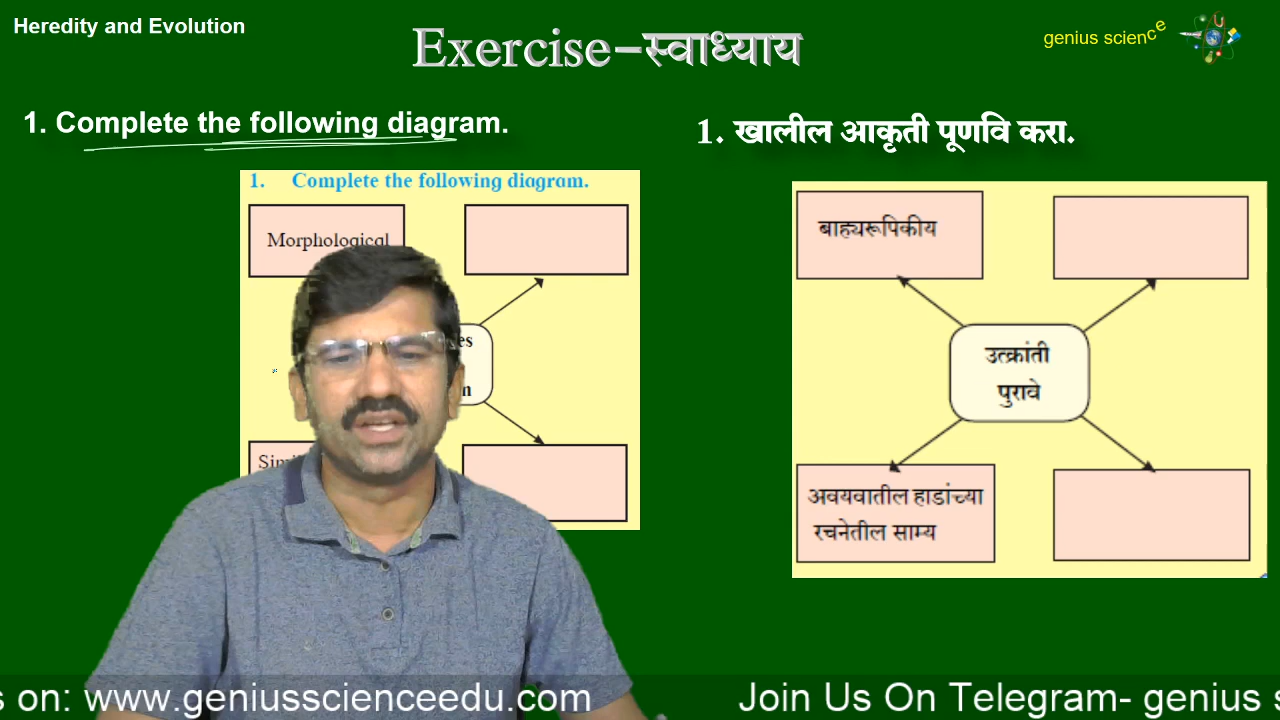 Heredity and Evolution
Exercise-स्वाध्याय
genius science
1. Complete the following diagram.
1. खालील आकृती पूर्णव करा.
1. Complete the following diagram.
Morphological
बाह्यरूपिकीय
उत्क्रांती
पुरावे
अवयवातील हाडांच्या
रचनेतील साम्य
s on: www.geniusscienceedu.com
Join Us On Telegram- genius s